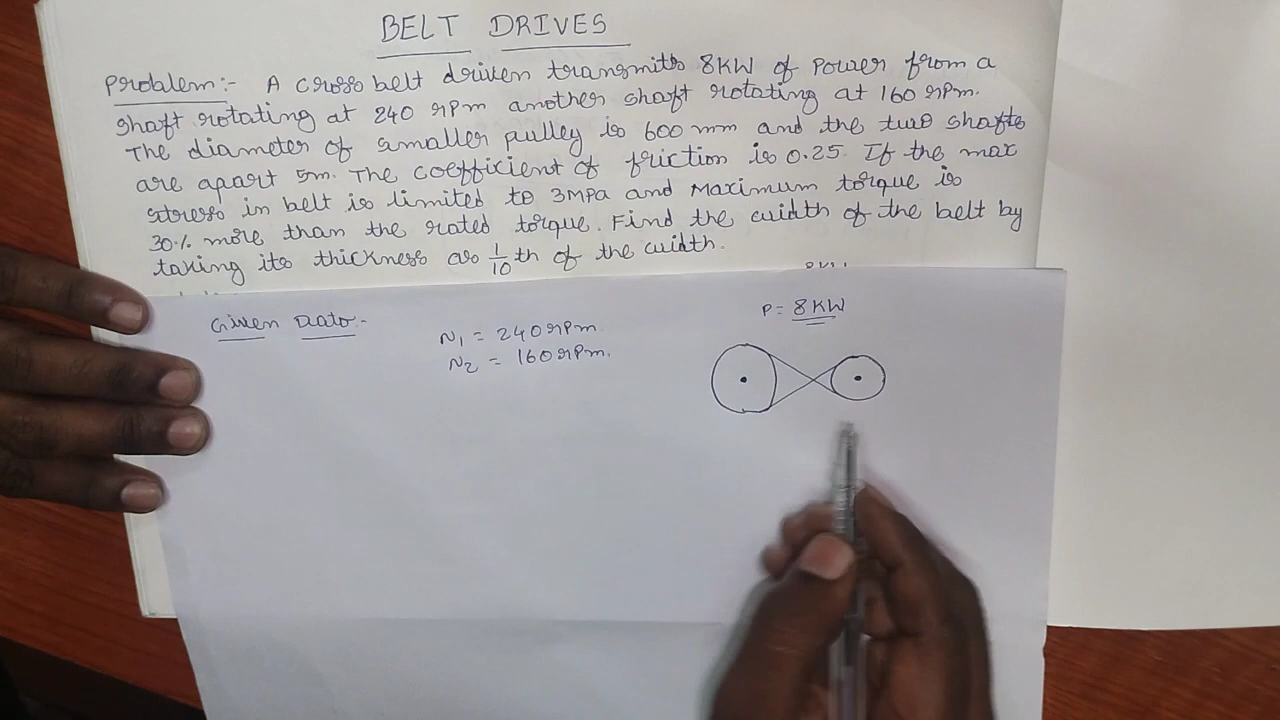 BELT DRIVES
Problem:- A cross belt driven transmits 8KW of Power from a
shaft rotating at 240 rpm another shaft rotating at 160 rpm.
The diameter of smaller pulley is 600 mm and the two shafts
are apart 5m. The coefficient of friction is 0.25. If the max
stress in belt is limited to 3MPa and Maximum torque is
30% more than the rated torque. Find the width of the belt by
taking its thickness as 1/10 th of the width.
Given Data:-
P = 8KW
N1 = 240 rpm.
N2 = 160 rpm.